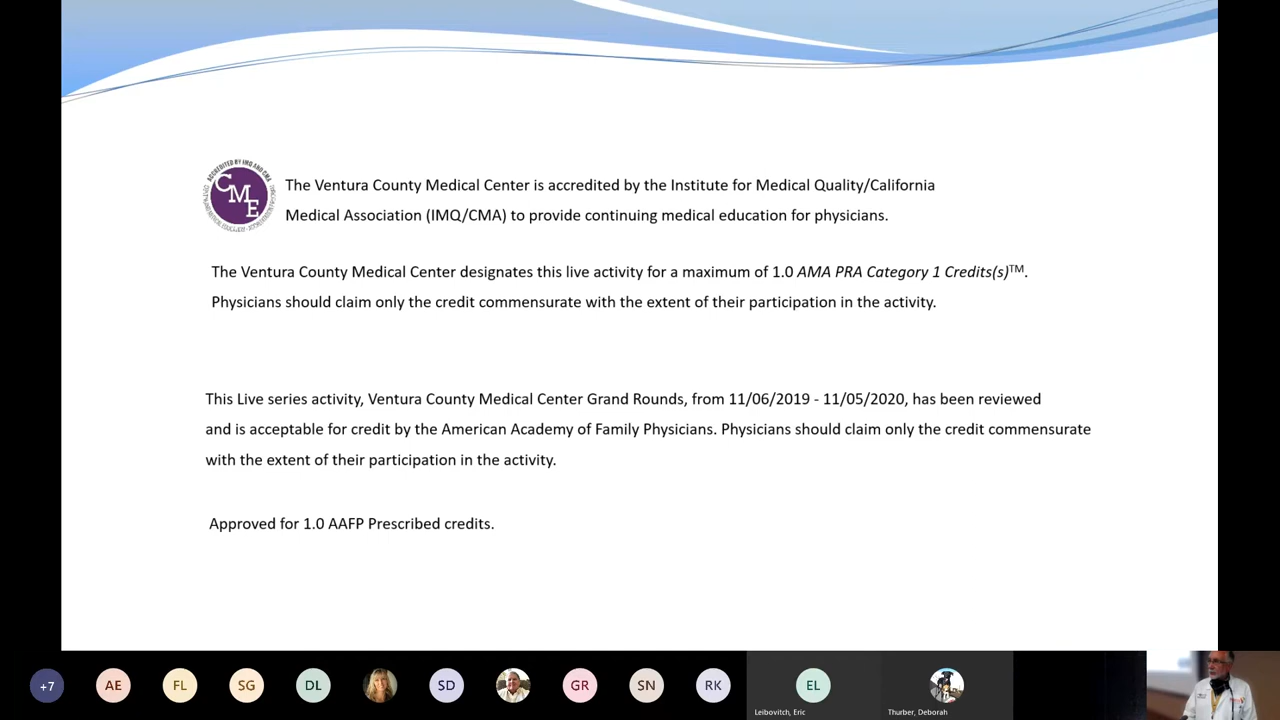 ACCREDITED BY IMQ AND CMA
CME
The Ventura County Medical Center is accredited by the Institute for Medical Quality/California
Medical Association (IMQ/CMA) to provide continuing medical education for physicians.
The Ventura County Medical Center designates this live activity for a maximum of 1.0 AMA PRA Category 1 Credits(s)TM.
Physicians should claim only the credit commensurate with the extent of their participation in the activity.
This Live series activity, Ventura County Medical Center Grand Rounds, from 11/06/2019 - 11/05/2020, has been reviewed
and is acceptable for credit by the American Academy of Family Physicians. Physicians should claim only the credit commensurate
with the extent of their participation in the activity.
Approved for 1.0 AAFP Prescribed credits.
+7 AE FL SG DL SD GR SN RK EL
Leibovitch, Eric Thurber, Deborah